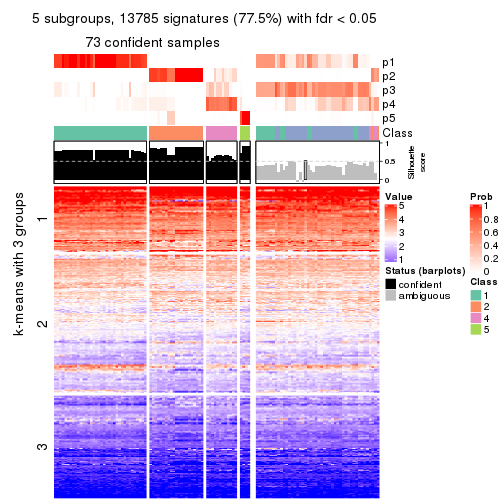 5 subgroups, 13785 signatures (77.5%) with fdr < 0.05
73 confident samples
p1
p2
p3
p4
p5
Class
1
0.5
0
Silhouette
score
k-means with 3 groups
1
2
3
Value
5
4
3
2
1
Status (barplots)
confident
ambiguous
Prob
1
0.8
0.6
0.4
0.2
0
Class
1
2
4
5